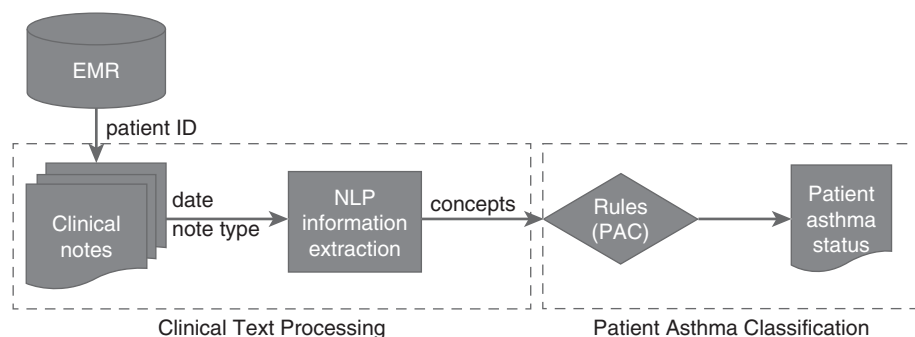 EMR
patient ID
Clinical
notes
date
note type
NLP
information
extraction
concepts
Rules
(PAC)
Patient
asthma
status
Clinical Text Processing
Patient Asthma Classification